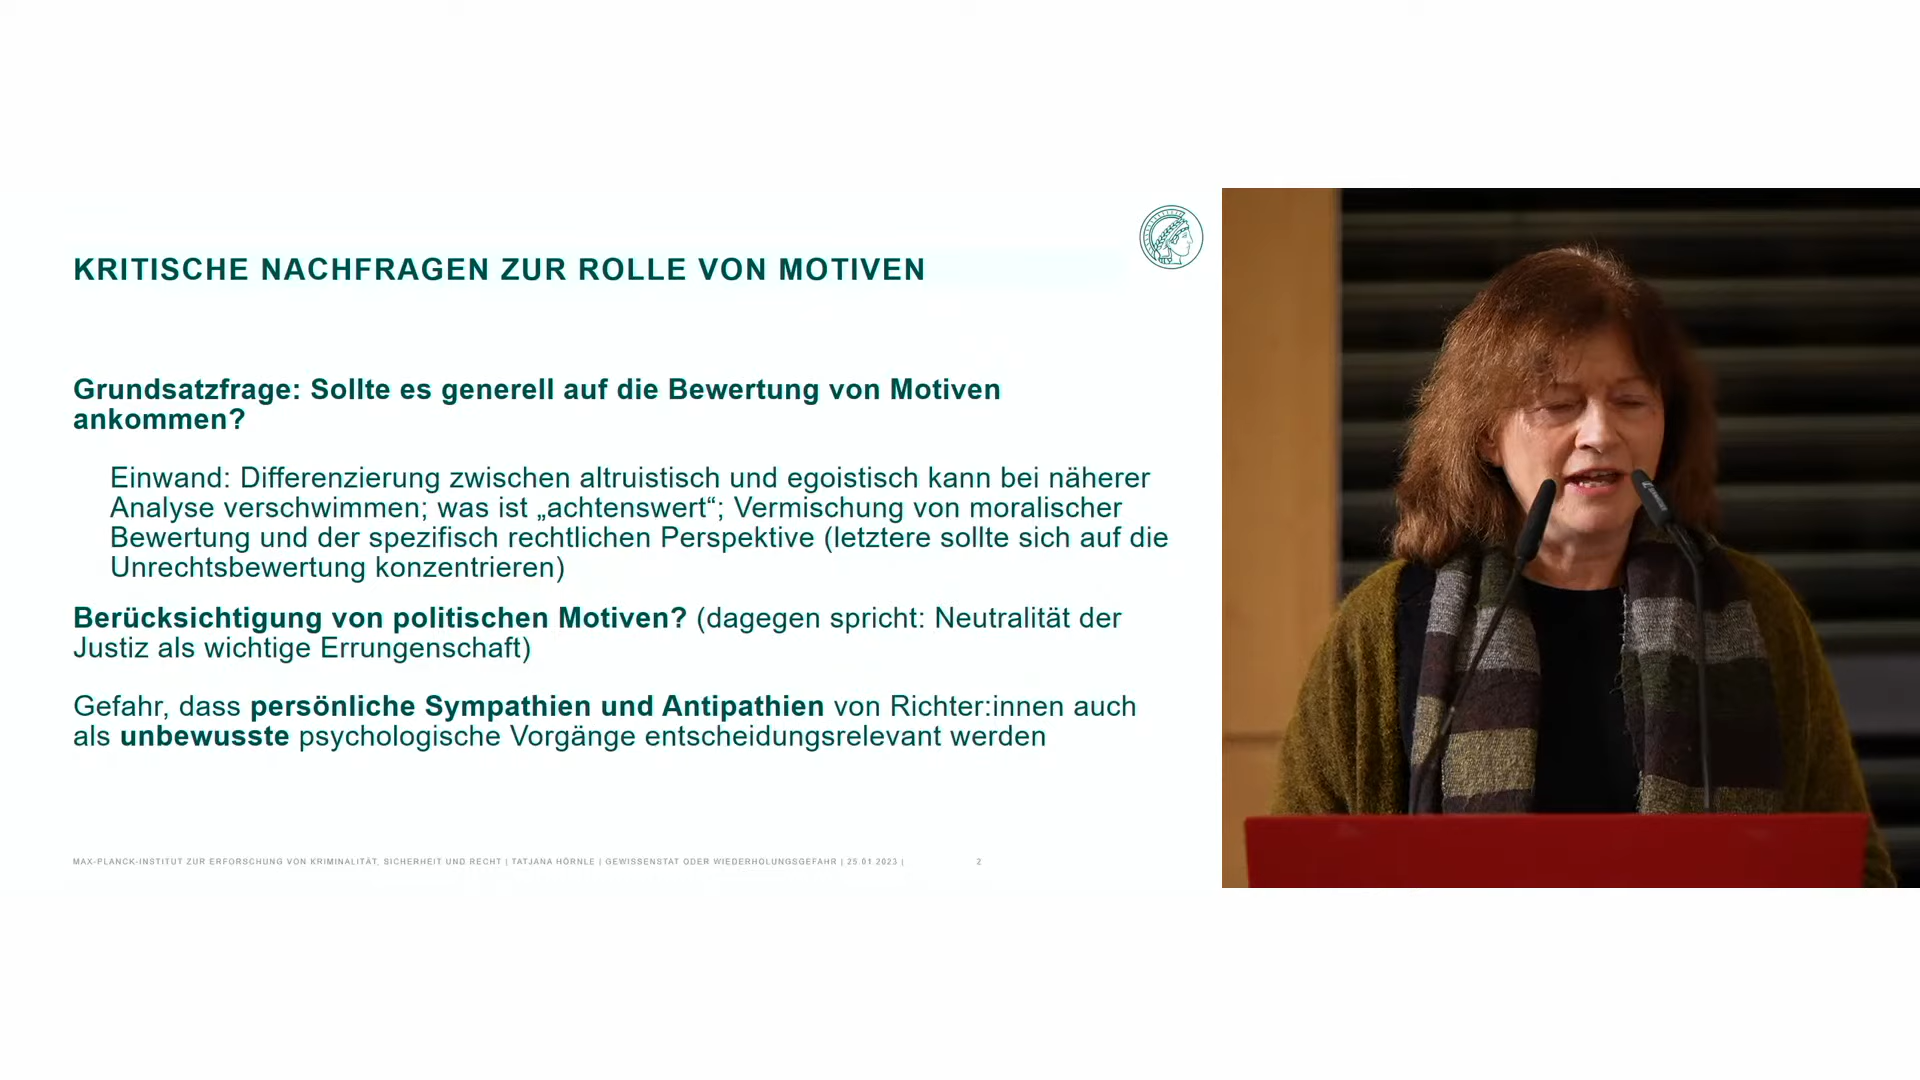 KRITISCHE NACHFRAGEN ZUR ROLLE VON MOTIVEN
Grundsatzfrage: Sollte es generell auf die Bewertung von Motiven
ankommen?
Einwand: Differenzierung zwischen altruistisch und egoistisch kann bei näherer
Analyse verschwimmen; was ist „achtenswert“; Vermischung von moralischer
Bewertung und der spezifisch rechtlichen Perspektive (letztere sollte sich auf die
Unrechtsbewertung konzentrieren)
Berücksichtigung von politischen Motiven? (dagegen spricht: Neutralität der
Justiz als wichtige Errungenschaft)
Gefahr, dass persönliche Sympathien und Antipathien von Richter:innen auch
als unbewusste psychologische Vorgänge entscheidungsrelevant werden
MAX-PLANCK-INSTITUT ZUR ERFORSCHUNG VON KRIMINALITÄT, SICHERHEIT UND RECHT | TATJANA HÖRNLE | GEWISSENSTAT ODER WIEDERHOLUNGSGEFAHR | 25.01 2023 | 2